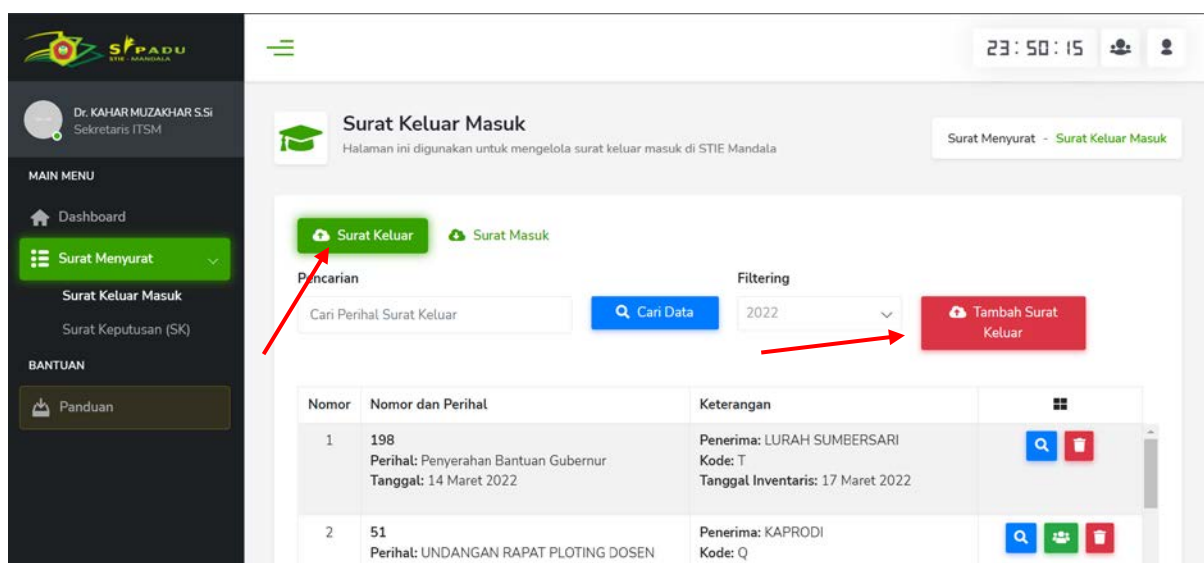 SIPADU
STIE - MANDALA
23:50:15
Dr. KAHAR MUZAKHAR S.Si
Sekretaris ITSM
Surat Keluar Masuk
Halaman ini digunakan untuk mengelola surat keluar masuk di STIE Mandala
Surat Menyurat - Surat Keluar Masuk
MAIN MENU
Dashboard
Surat Menyurat
Surat Keluar Masuk
Surat Keputusan (SK)
BANTUAN
Panduan
Surat Keluar
Surat Masuk
Pencarian
Filtering
Cari Perihal Surat Keluar
Cari Data
2022
Tambah Surat
Keluar
Nomor
Nomor dan Perihal
Keterangan
1
198
Perihal: Penyerahan Bantuan Gubernur
Tanggal: 14 Maret 2022
Penerima: LURAH SUMBERSARI
Kode: T
Tanggal Inventaris: 17 Maret 2022
2
51
Perihal: UNDANGAN RAPAT PLOTING DOSEN
Penerima: KAPRODI
Kode: Q